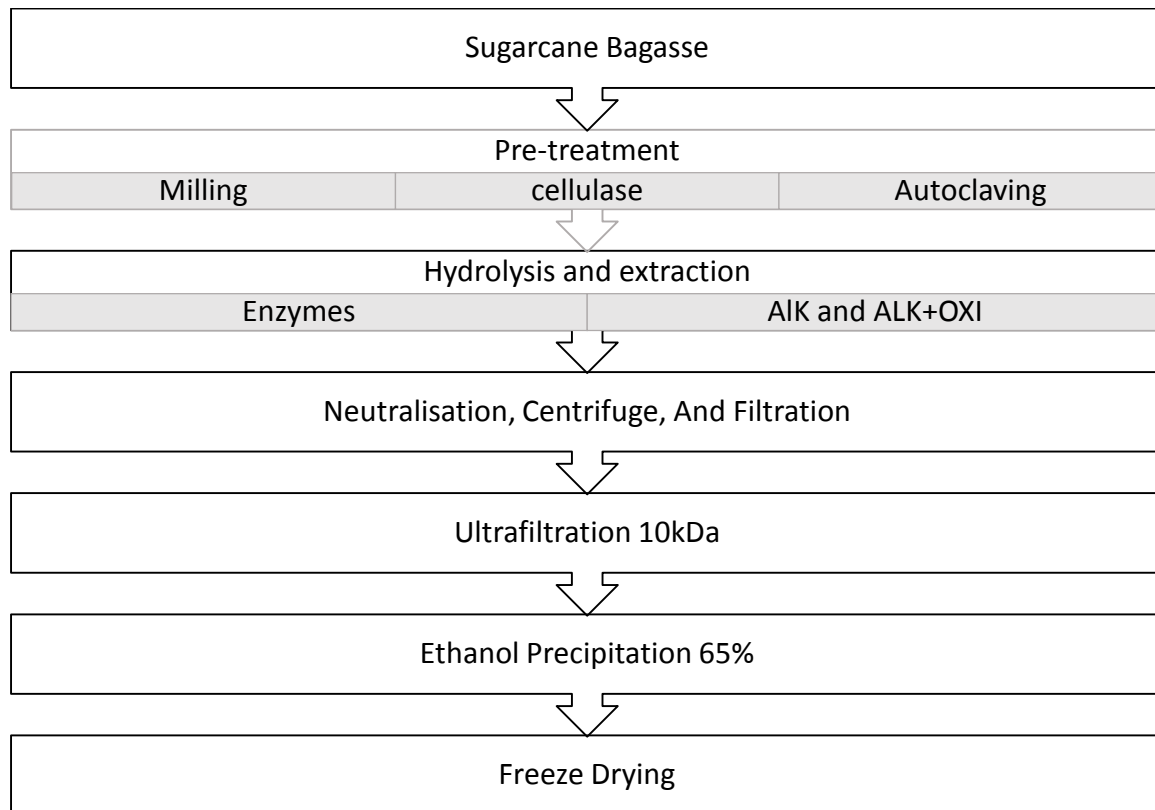 Sugarcane Bagasse
Pre-treatment
Milling cellulase Autoclaving
Hydrolysis and extraction
Enzymes AlK and ALK+OXI
Neutralisation, Centrifuge, And Filtration
Ultrafiltration 10kDa
Ethanol Precipitation 65%
Freeze Drying